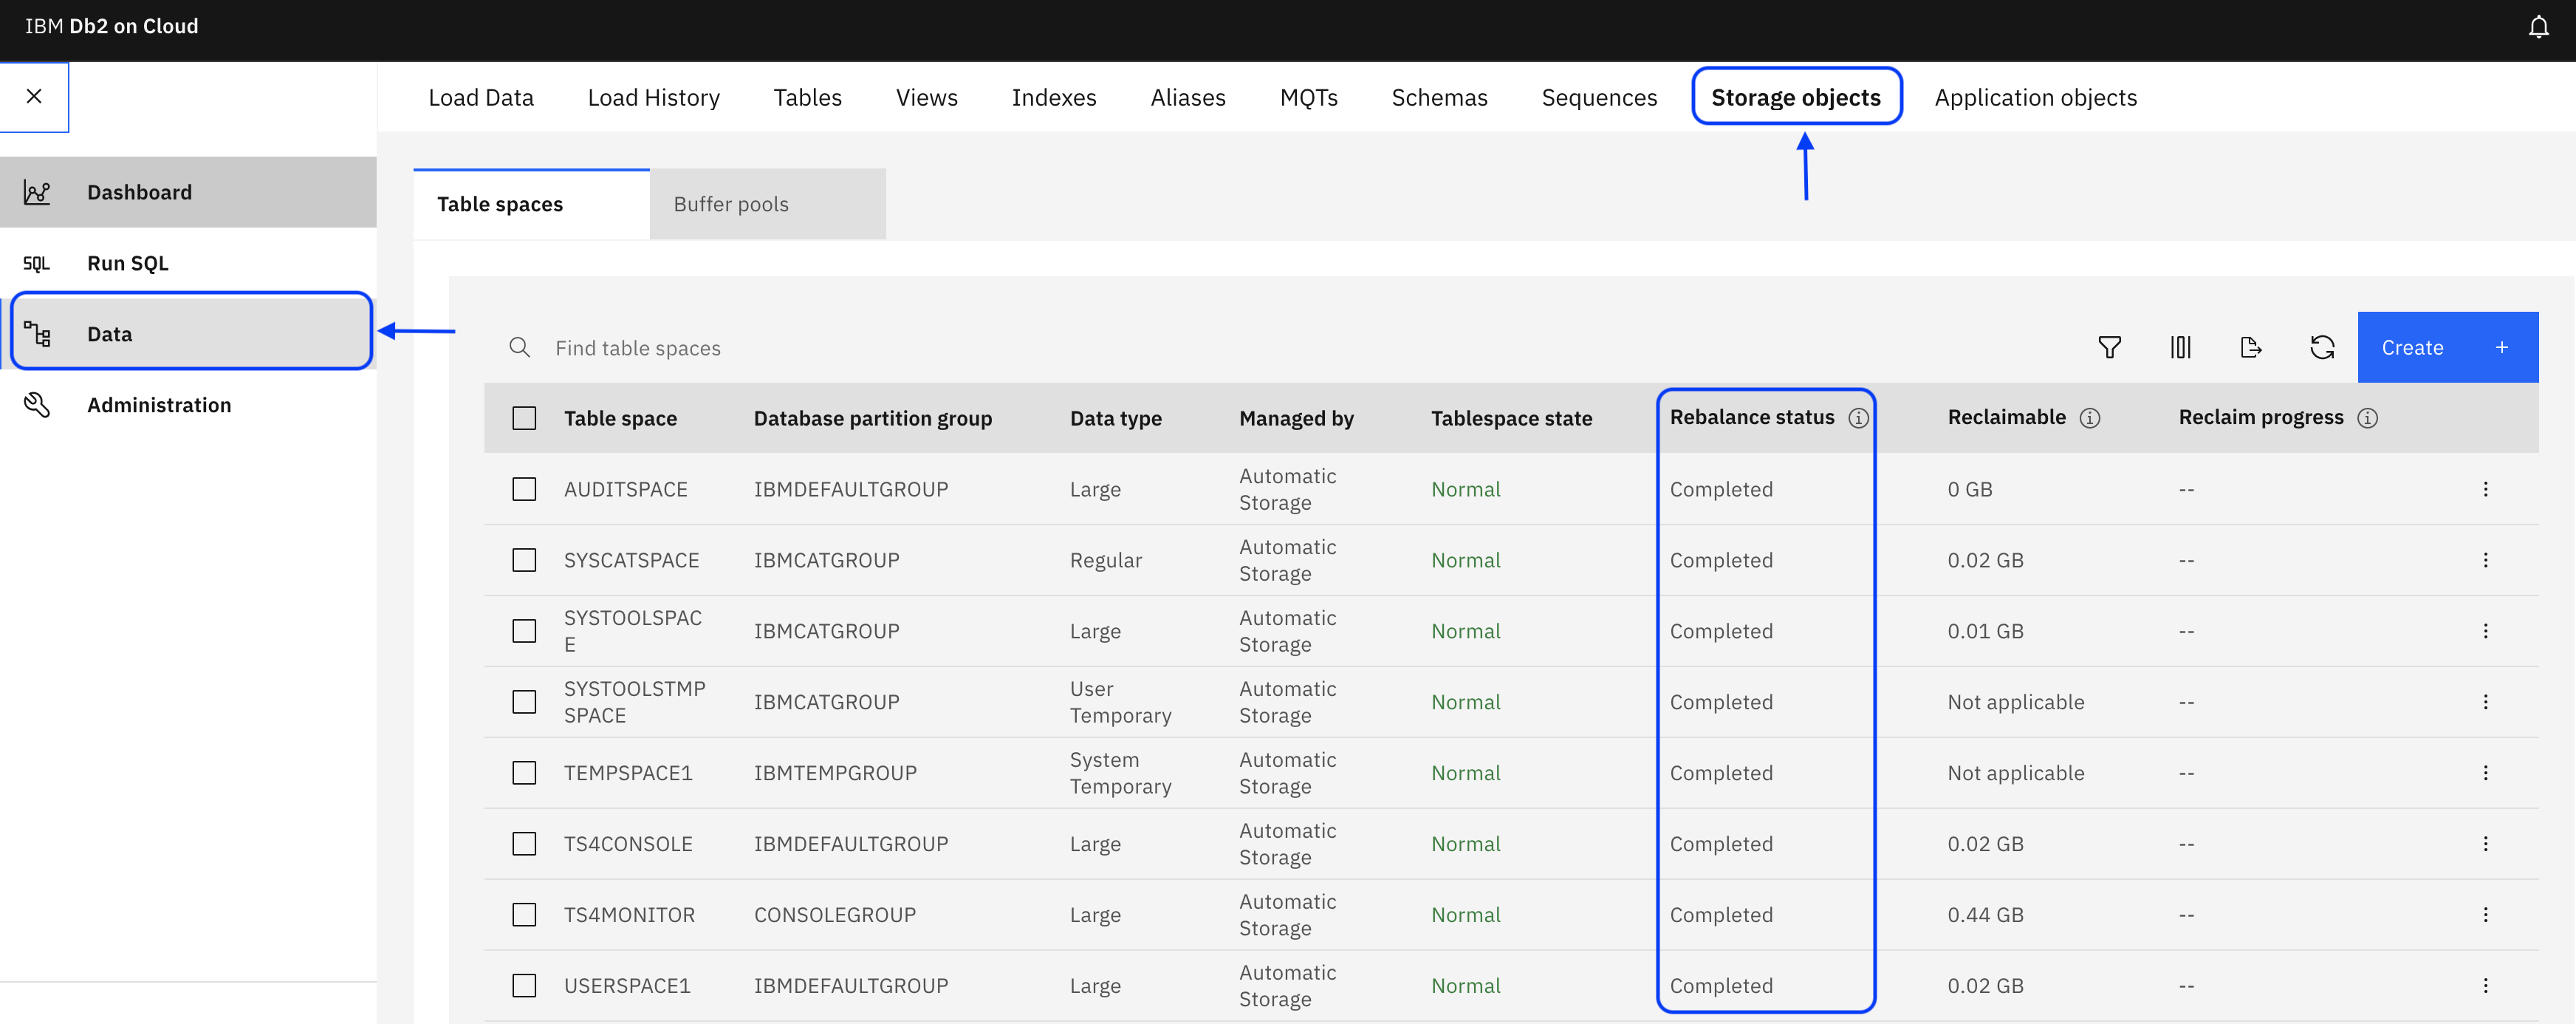 IBM Db2 on Cloud
Load Data Load History Tables Views Indexes Aliases MQTs Schemas Sequences Storage objects Application objects
Dashboard
SQL Run SQL
Data
Administration
Table spaces Buffer pools
Find table spaces
Create +
Table space Database partition group Data type Managed by Tablespace state Rebalance status Reclaimable Reclaim progress
AUDITSPACE IBMDEFAULTGROUP Large Automatic Storage Normal Completed 0 GB --
SYSCATSPACE IBMCATGROUP Regular Automatic Storage Normal Completed 0.02 GB --
SYSTOOLSPACE IBMCATGROUP Large Automatic Storage Normal Completed 0.01 GB --
SYSTOOLSTMPSPACE IBMCATGROUP User Temporary Automatic Storage Normal Completed Not applicable --
TEMPSPACE1 IBMTEMPGROUP System Temporary Automatic Storage Normal Completed Not applicable --
TS4CONSOLE IBMDEFAULTGROUP Large Automatic Storage Normal Completed 0.02 GB --
TS4MONITOR CONSOLEGROUP Large Automatic Storage Normal Completed 0.44 GB --
USERSPACE1 IBMDEFAULTGROUP Large Automatic Storage Normal Completed 0.02 GB --